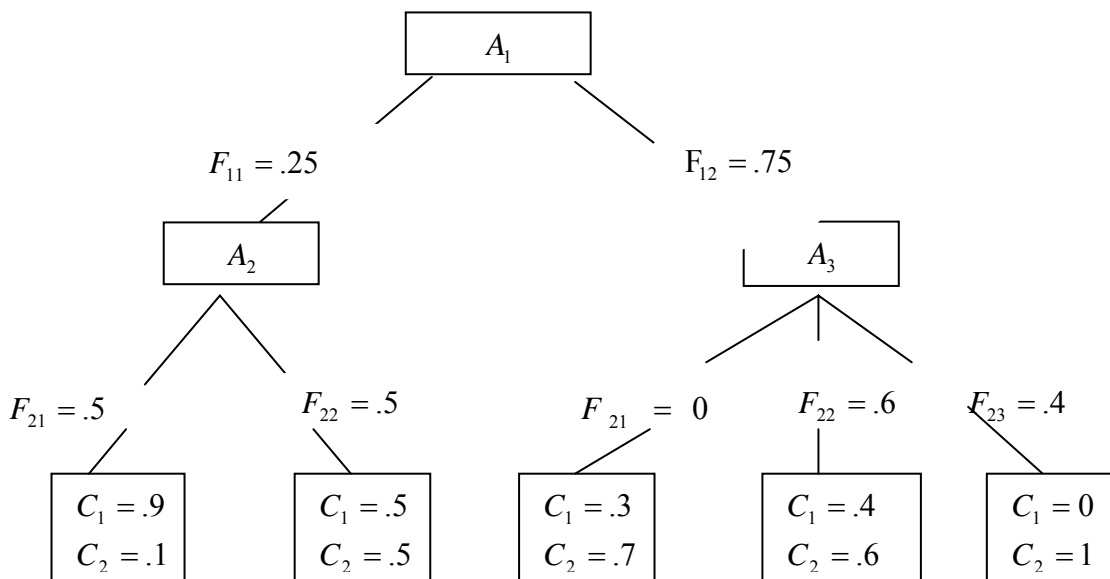 A₁
F₁₁ = .25 F₁₂ = .75
A₂ A₃
F₂₁ = .5 F₂₂ = .5 F ₂₁ = 0 F₂₂ = .6 F₂₃ = .4
C₁ = .9 C₁ = .5 C₁ = .3 C₁ = .4 C₁ = 0
C₂ = .1 C₂ = .5 C₂ = .7 C₂ = .6 C₂ = 1